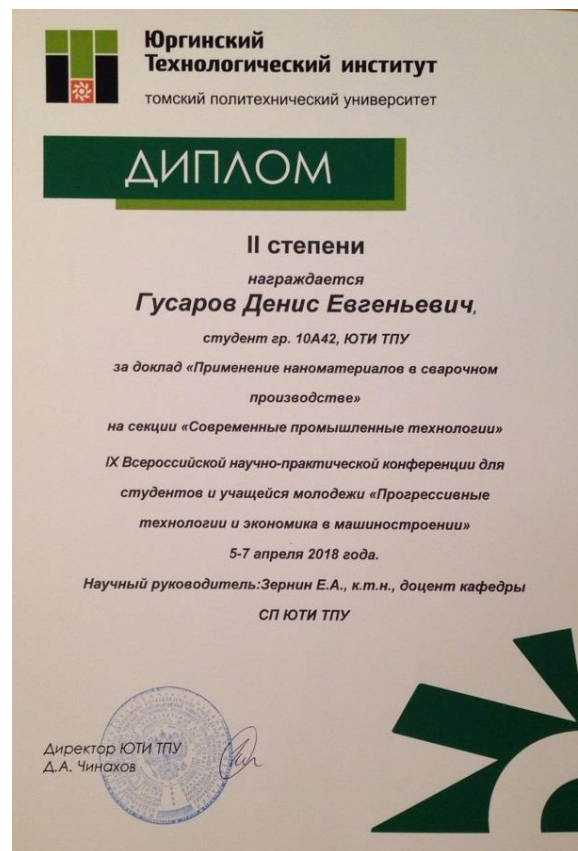 Юргинский
Технологический институт
томский политехнический университет
ДИПЛОМ
II степени
награждается
Гусаров Денис Евгеньевич,
студент гр. 10А42, ЮТИ ТПУ
за доклад «Применение наноматериалов в сварочном
производстве»
на секции «Современные промышленные технологии»
IX Всероссийской научно-практической конференции для
студентов и учащейся молодежи «Прогрессивные
технологии и экономика в машиностроении»
5-7 апреля 2018 года.
Научный руководитель:Зернин Е.А., к.т.н., доцент кафедры
СП ЮТИ ТПУ
Директор ЮТИ ТПУ
Д.А. Чинахов